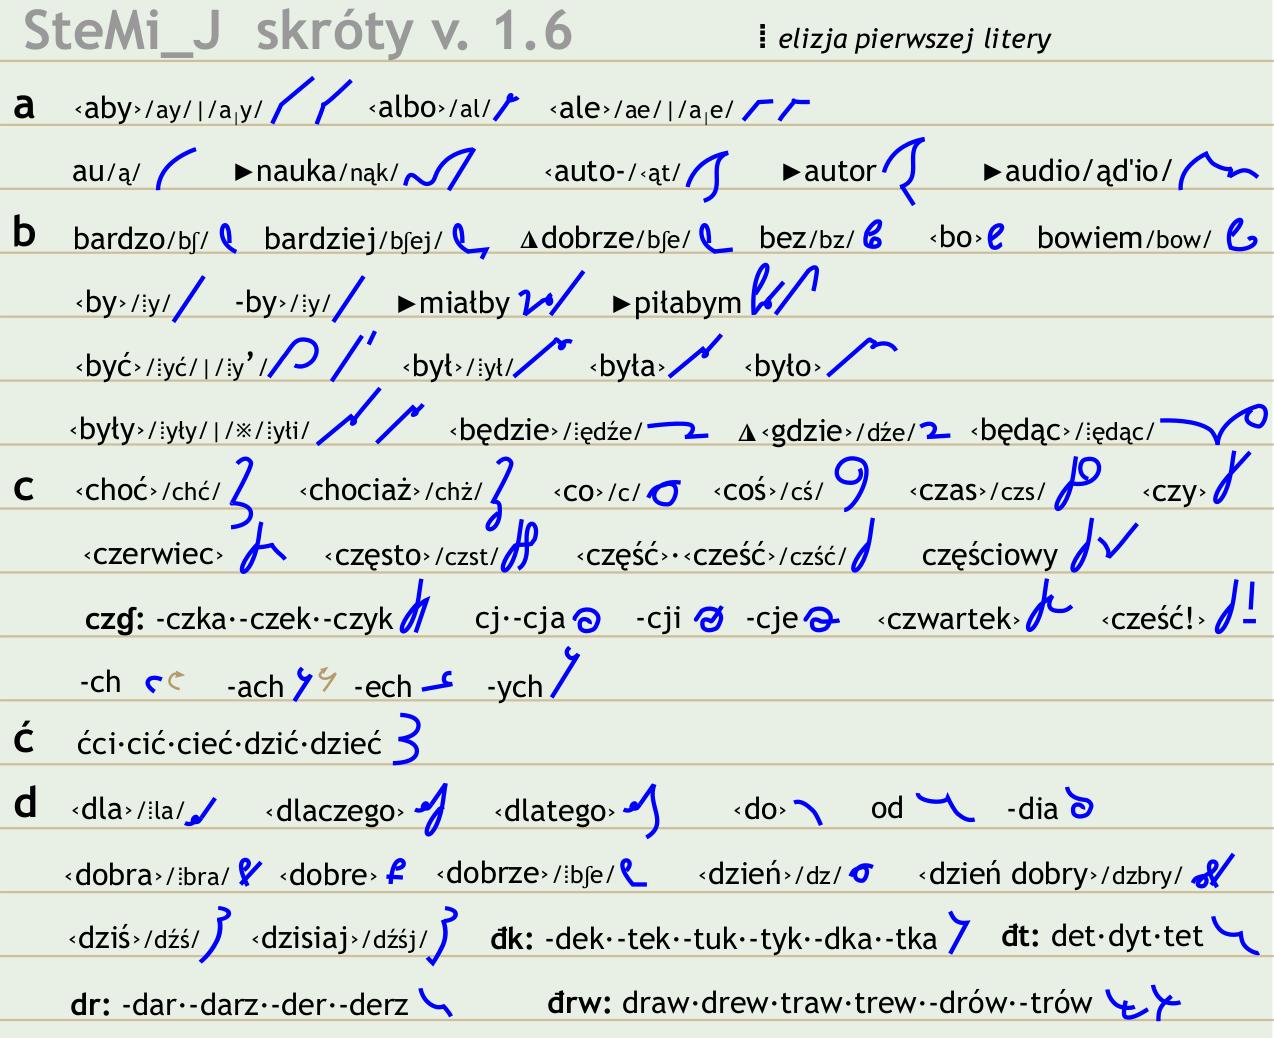 SteMi_J skróty v. 1.6 ⁞ elizja pierwszej litery
a ‹aby›/ay/|/a|y/ ‹albo›/al/ ‹ale›/ae/|/a|e/
au/ą/ ►nauka/nąk/ ‹auto-/‹ąt/ ►autor ►audio/ąd'io/
b bardzo/bʃ/ bardziej/bʃej/ ◮dobrze/bʃe/ bez/bz/ ‹bo› bowiem/bow/
‹by›/⁞y/ -by›/⁞y/ ►miałby ►piłabym
‹być›/⁞yć/|/⁞y’/ ‹był›/⁞ył/ ‹była› ‹było›
‹były›/⁞yły/|/※/⁞yłi/ ‹będzie›/⁞ędźe/ ◮‹gdzie›/dźe/ ‹będąc›/⁞ędąc/
c ‹choć›/chć/ ‹chociaż›/chż/ ‹co›/c/ ‹coś›/cś/ ‹czas›/czs/ ‹czy›
‹czerwiec› ‹często›/czst/ ‹część›·‹cześć›/czść/ częściowy
czɠ: -czka·-czek·-czyk cj·-cja -cji -cje ‹czwartek› ‹cześć!›
-ch -ach -ech -ych
ć ćci·cić·cieć·dzić·dzieć
d ‹dla›/⁞la/ ‹dlaczego› ‹dlatego› ‹do› od -dia
‹dobra›/⁞bra/ ‹dobre› ‹dobrze›/⁞bʃe/ ‹dzień›/dz/ ‹dzień dobry›/dzbry/
‹dziś›/dźś/ ‹dzisiaj›/dźśj/ đk: -dek·-tek·-tuk·-tyk·-dka·-tka đt: det·dyt·tet
dr: -dar·-darz·-der·-derz đrw: draw·drew·traw·trew·-drów·-trów